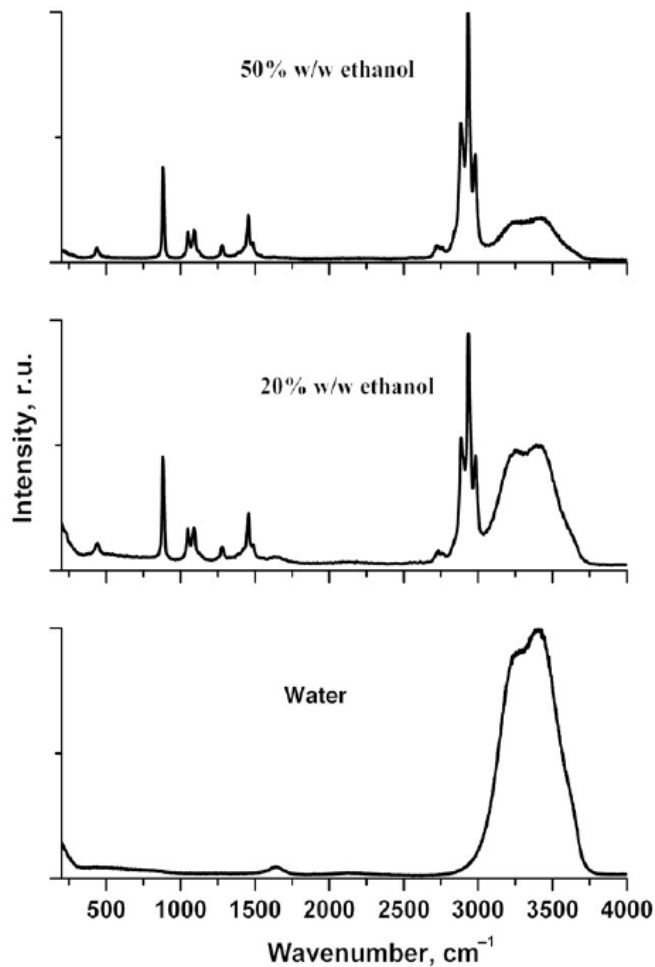 50% w/w ethanol
20% w/w ethanol
Intensity, r.u.
Water
500 1000 1500 2000 2500 3000 3500 4000
Wavenumber, cm⁻¹